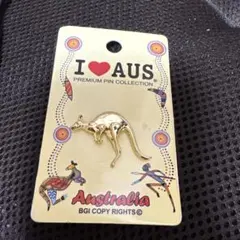 I ❤ AUS.
PREMIUM PIN COLLECTION
Australia
BGI COPY RIGHTS©